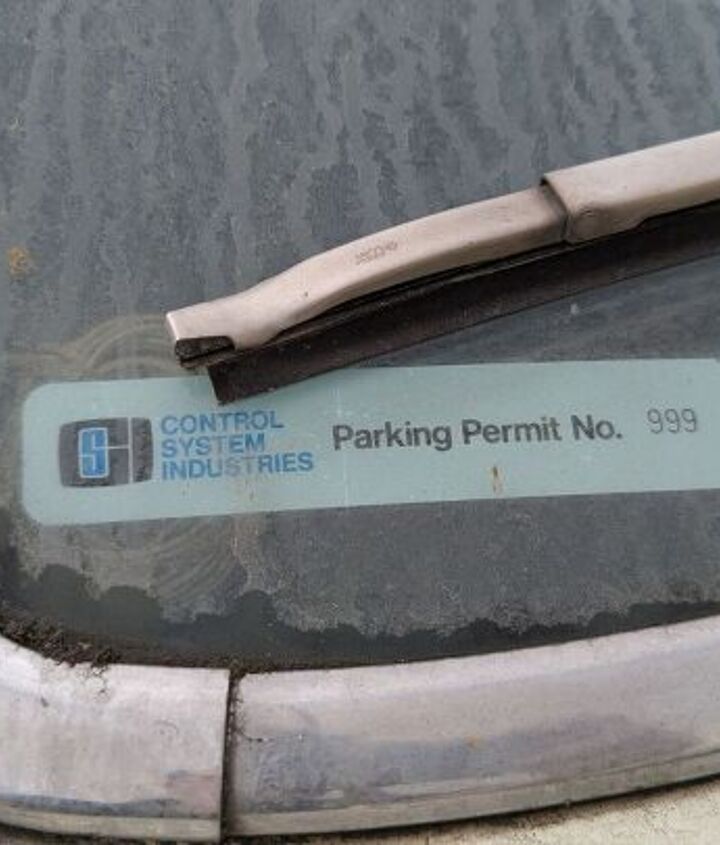 CONTROL
SYSTEM
INDUSTRIES
Parking Permit No. 999